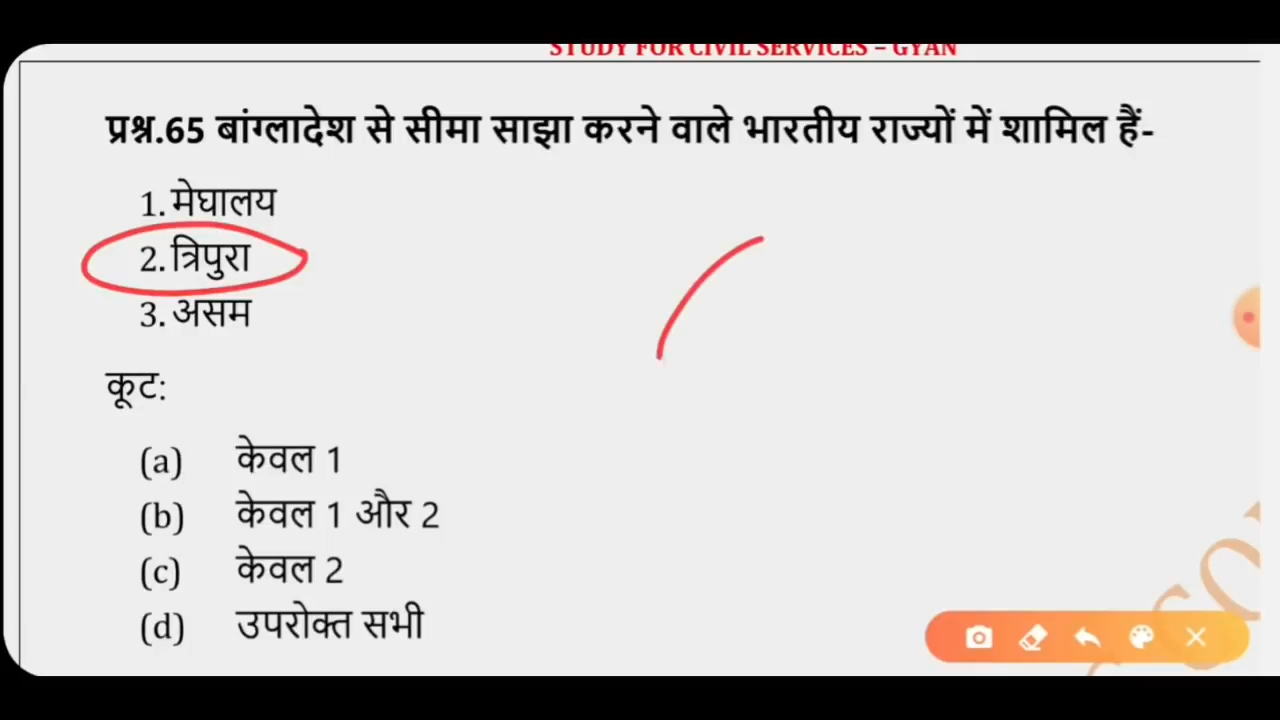 STUDY FOR CIVIL SERVICES – GYAN
प्रश्न.65 बांग्लादेश से सीमा साझा करने वाले भारतीय राज्यों में शामिल हैं-
1. मेघालय
2. त्रिपुरा
3. असम
कूट:
(a) केवल 1
(b) केवल 1 और 2
(c) केवल 2
(d) उपरोक्त सभी